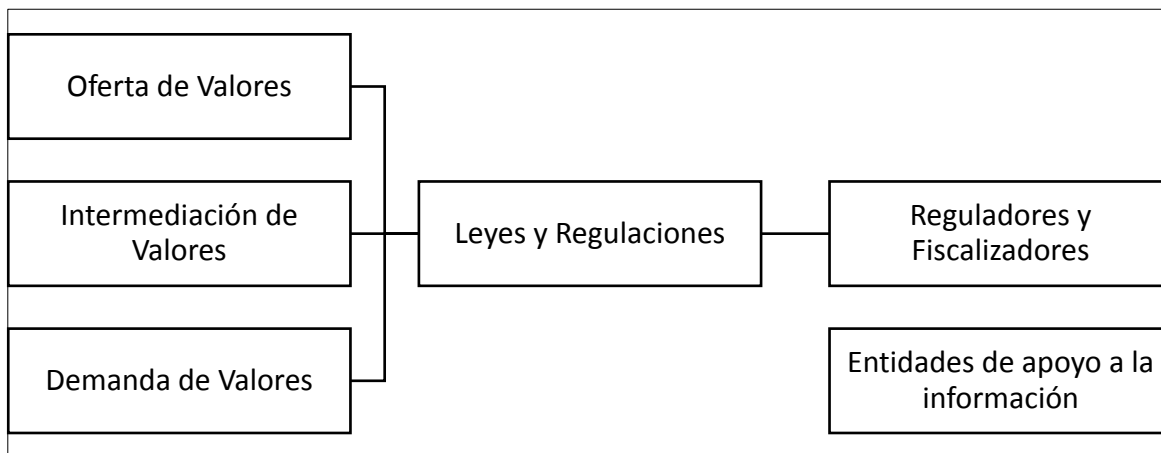 Oferta de Valores
Intermediación de
Valores
Demanda de Valores
Leyes y Regulaciones
Reguladores y
Fiscalizadores
Entidades de apoyo a la
información